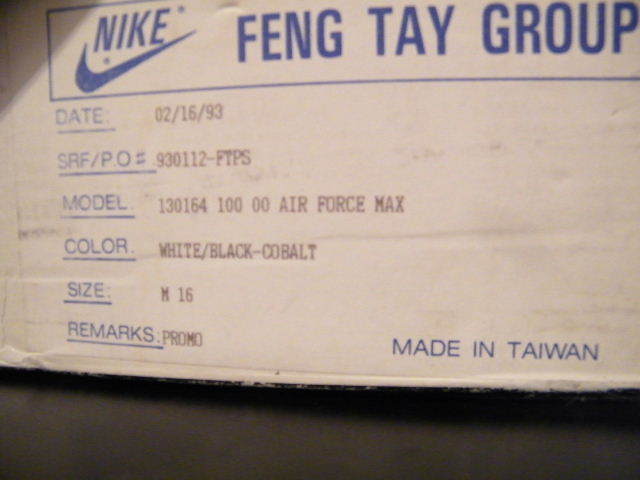 NIKE® FENG TAY GROUP
DATE: 02/16/93
SRF/P.O # 930112-FTPS
MODEL: 130164 100 00 AIR FORCE MAX
COLOR: WHITE/BLACK-COBALT
SIZE: M 16
REMARKS: PROMO
MADE IN TAIWAN